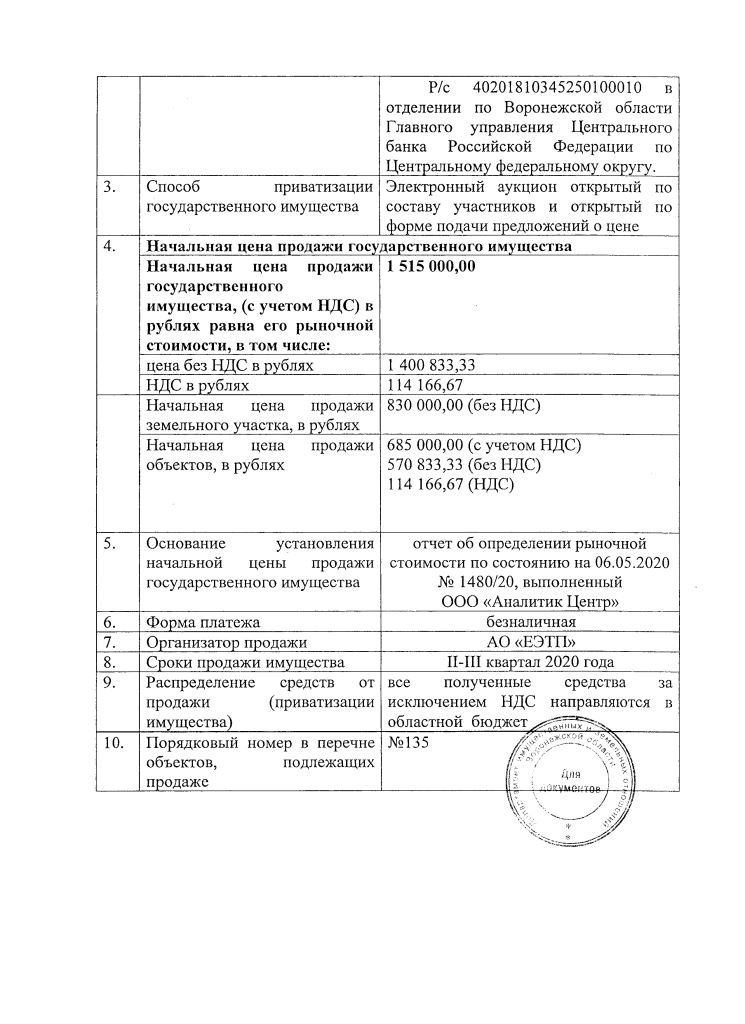 Р/с 40201810345250100010 в
отделении по Воронежской области
Главного управления Центрального
банка Российской Федерации по
Центральному федеральному округу.
3. Способ приватизации
государственного имущества
Электронный аукцион открытый по
составу участников и открытый по
форме подачи предложений о цене
4. Начальная цена продажи государственного имущества
Начальная цена продажи
государственного
имущества, (с учетом НДС) в
рублях равна его рыночной
стоимости, в том числе:
1 515 000,00
цена без НДС в рублях
1 400 833,33
НДС в рублях
114 166,67
Начальная цена продажи
земельного участка, в рублях
830 000,00 (без НДС)
Начальная цена продажи
объектов, в рублях
685 000,00 (с учетом НДС)
570 833,33 (без НДС)
114 166,67 (НДС)
5. Основание установления
начальной цены продажи
государственного имущества
отчет об определении рыночной
стоимости по состоянию на 06.05.2020
№ 1480/20, выполненный
ООО «Аналитик Центр»
6. Форма платежа
безналичная
7. Организатор продажи
АО «ЕЭТП»
8. Сроки продажи имущества
II-III квартал 2020 года
9. Распределение средств от
продажи (приватизации
имущества)
все полученные средства за
исключением НДС направляются в
областной бюджет
10. Порядковый номер в перечне
объектов, подлежащих
продаже
№135
Департамент имущественных и земельных отношений
Воронежской области
Для
документов